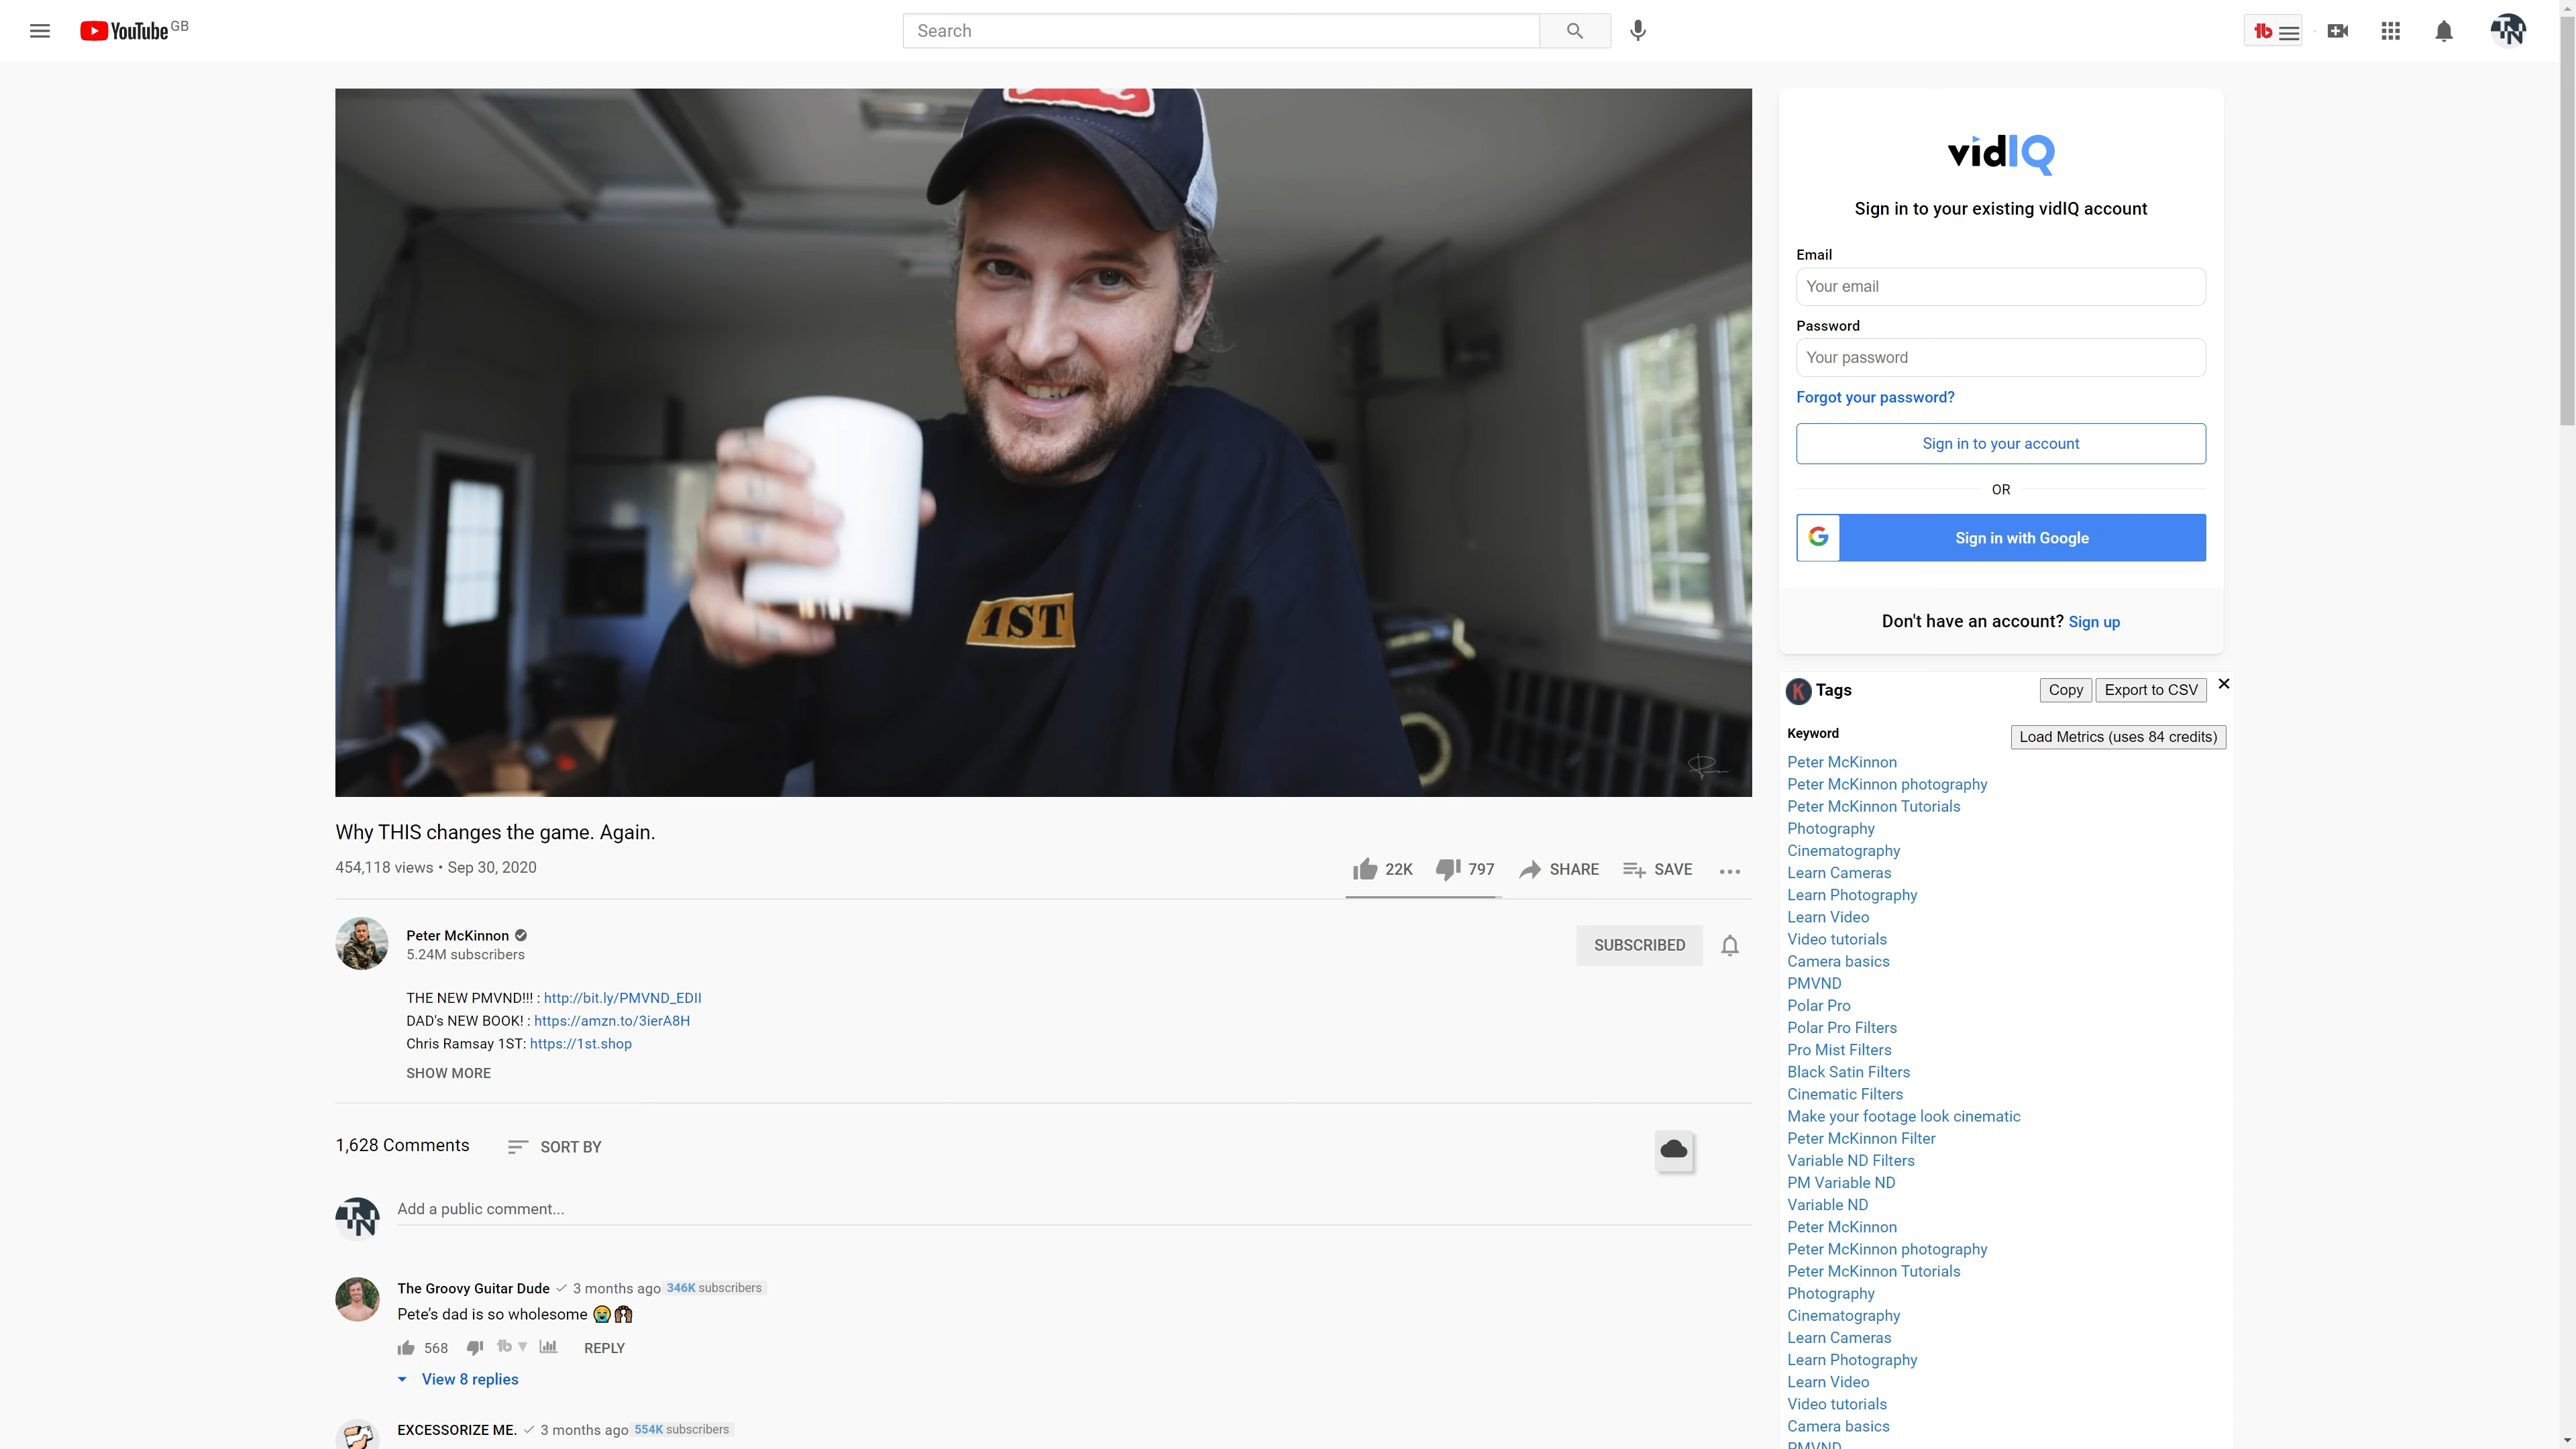 YouTube GB
Search
tb
TN
vidIQ
Sign in to your existing vidIQ account
Email
Your email
Password
Your password
Forgot your password?
Sign in to your account
OR
G Sign in with Google
Don't have an account? Sign up
1ST
Why THIS changes the game. Again.
454,118 views • Sep 30, 2020
22K 797 SHARE SAVE
Peter McKinnon
5.24M subscribers
SUBSCRIBED
THE NEW PMVND!!! : http://bit.ly/PMVND_EDII
DAD's NEW BOOK! : https://amzn.to/3ierA8H
Chris Ramsay 1ST: https://1st.shop
SHOW MORE
1,628 Comments SORT BY
TN
Add a public comment...
The Groovy Guitar Dude 3 months ago 346K subscribers
Pete's dad is so wholesome 😭🙌🏿
568 tb REPLY
View 8 replies
EXCESSORIZE ME. 3 months ago 554K subscribers
K Tags Copy Export to CSV ✕
Keyword Load Metrics (uses 84 credits)
Peter McKinnon
Peter McKinnon photography
Peter McKinnon Tutorials
Photography
Cinematography
Learn Cameras
Learn Photography
Learn Video
Video tutorials
Camera basics
PMVND
Polar Pro
Polar Pro Filters
Pro Mist Filters
Black Satin Filters
Cinematic Filters
Make your footage look cinematic
Peter McKinnon Filter
Variable ND Filters
PM Variable ND
Variable ND
Peter McKinnon
Peter McKinnon photography
Peter McKinnon Tutorials
Photography
Cinematography
Learn Cameras
Learn Photography
Learn Video
Video tutorials
Camera basics
PMVND